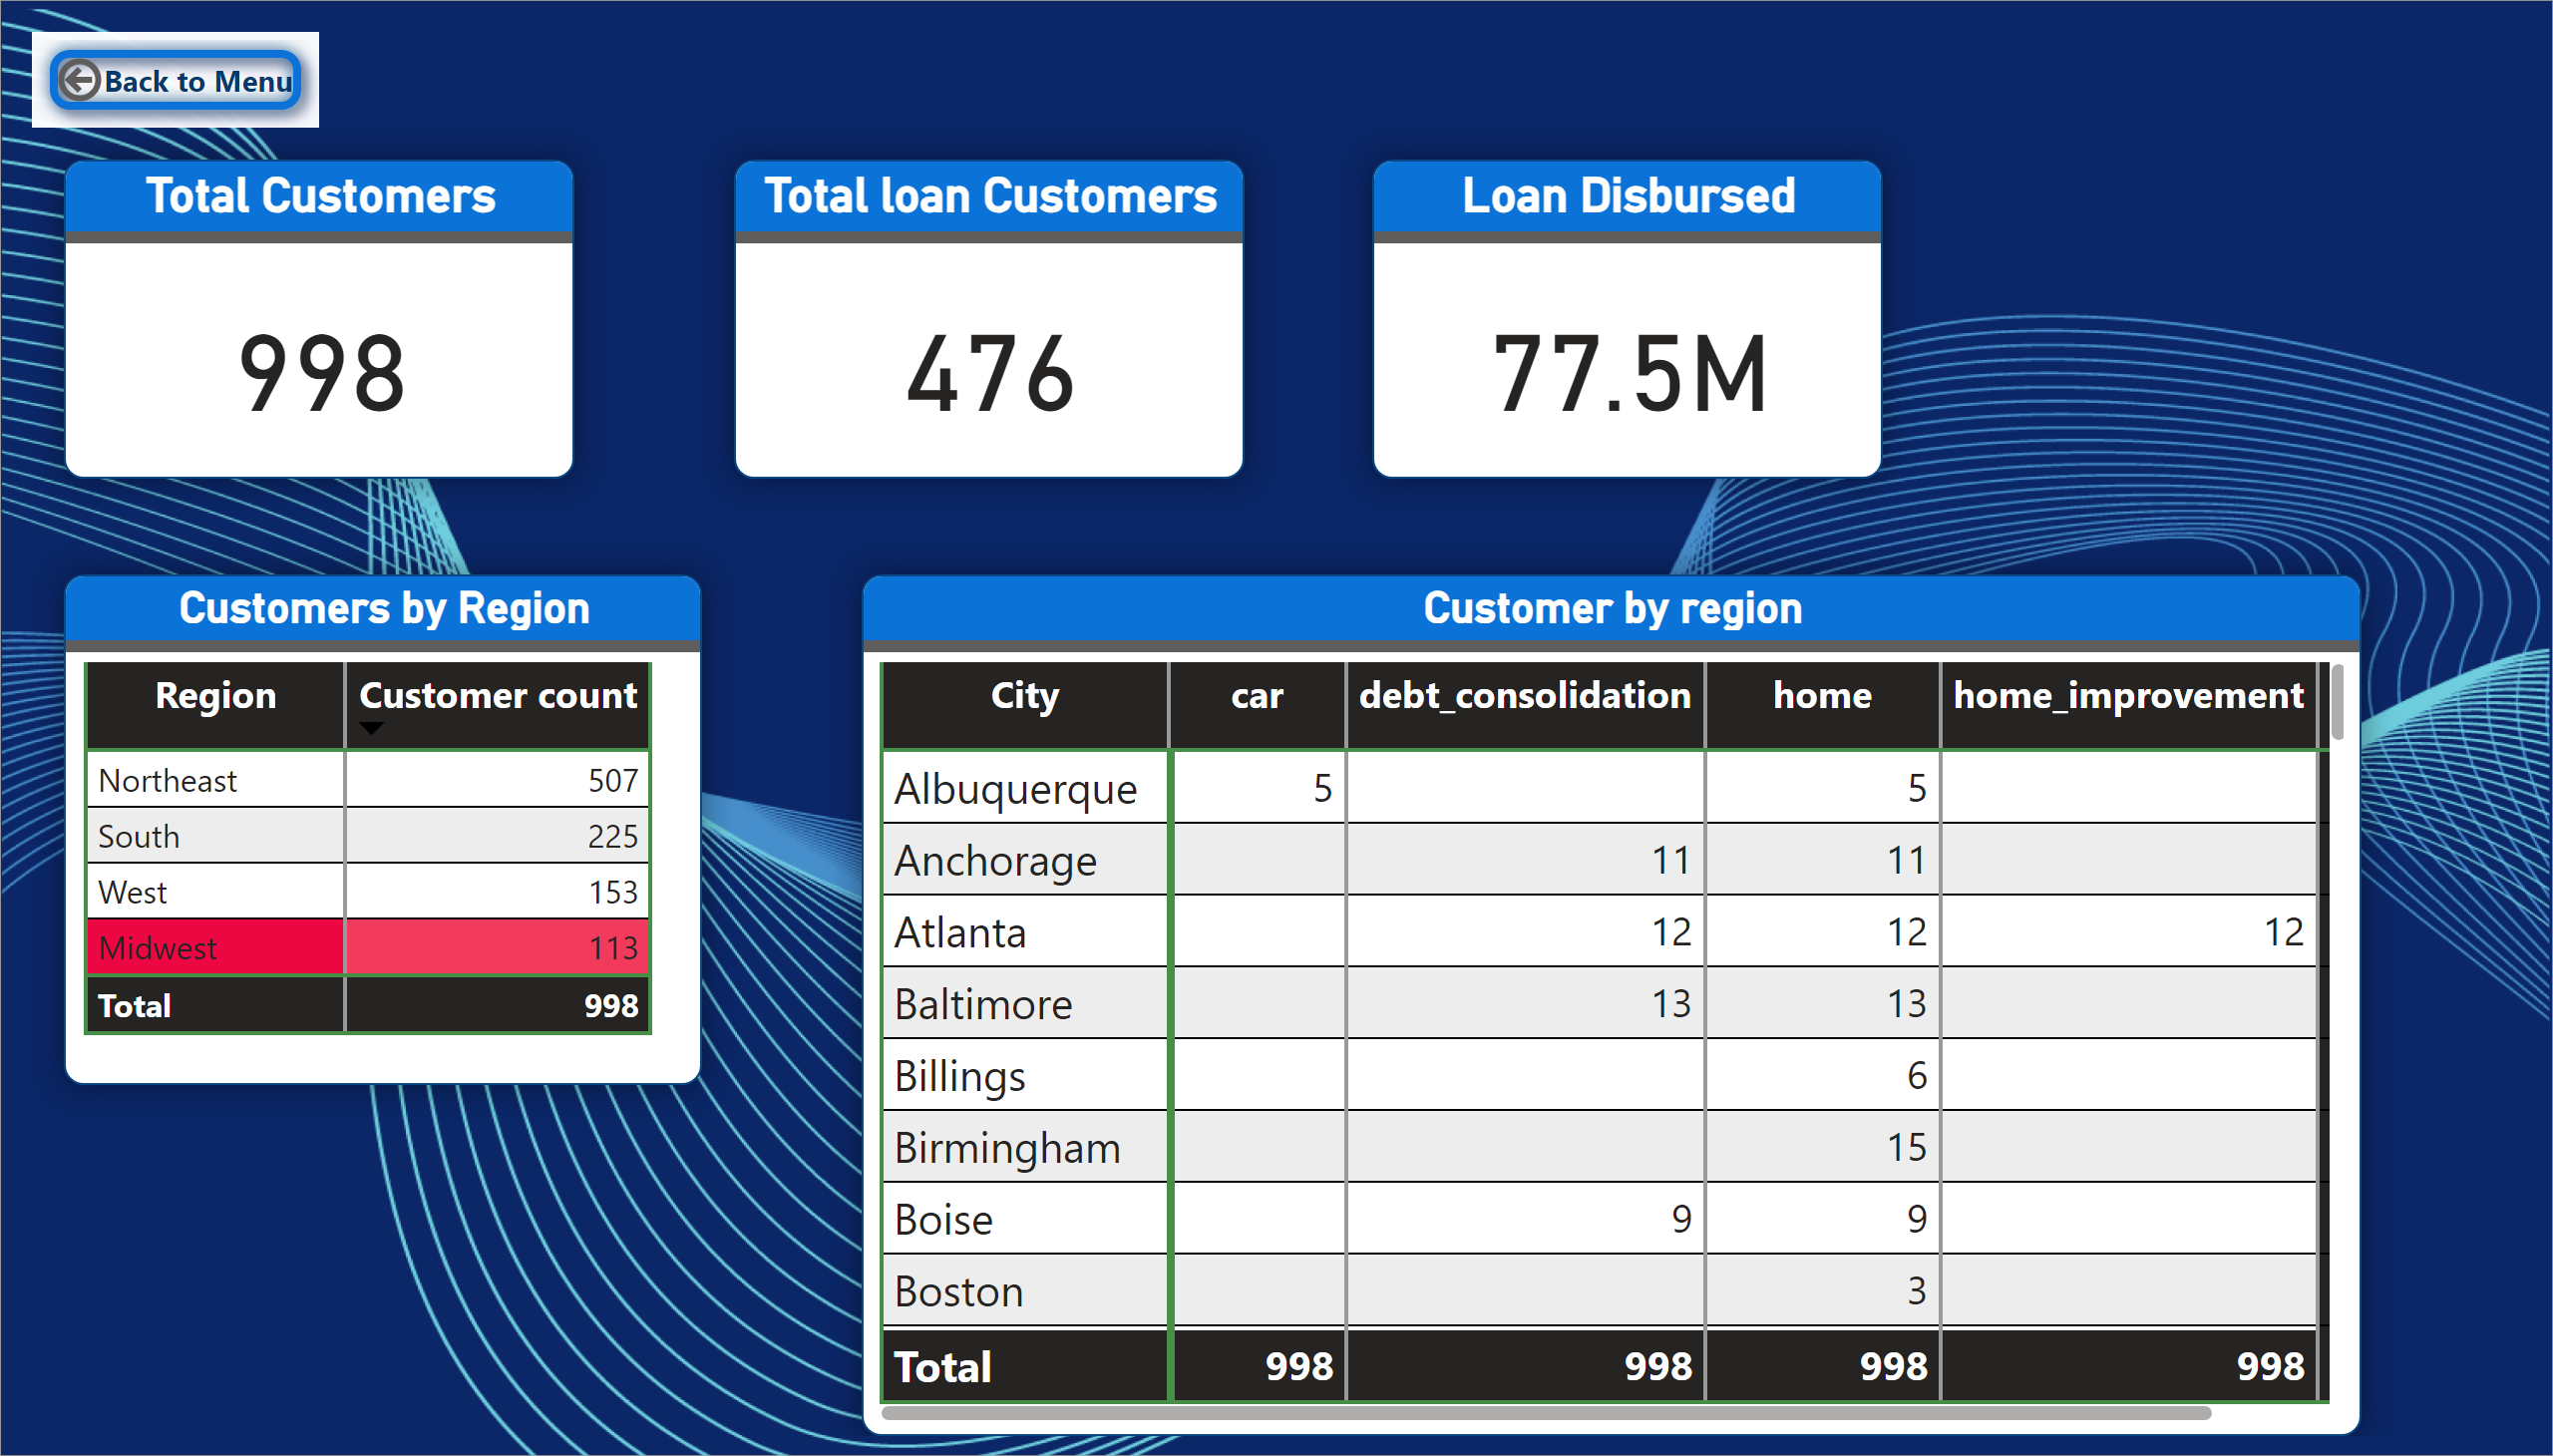 Back to Menu
Total Customers
998
Total loan Customers
476
Loan Disbursed
77.5M
Customers by Region
Region Customer count
Northeast 507
South 225
West 153
Midwest 113
Total 998
Customer by region
City car debt_consolidation home home_improvement
Albuquerque 5 5
Anchorage 11 11
Atlanta 12 12 12
Baltimore 13 13
Billings 6
Birmingham 15
Boise 9 9
Boston 3
Total 998 998 998 998